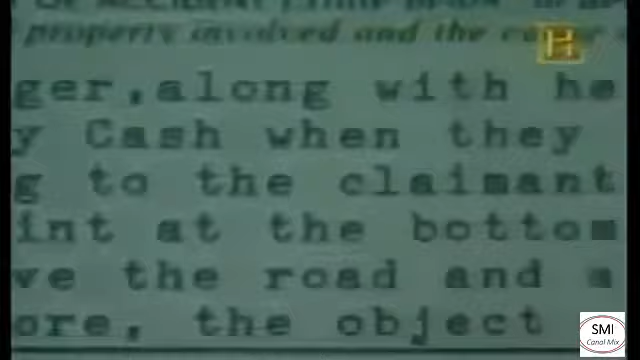 property involved and the
ger, along with he
y Cash when they
g to the claimant
int at the bottom
ve the road and a
ore, the object
H
SMI
Canal Mix